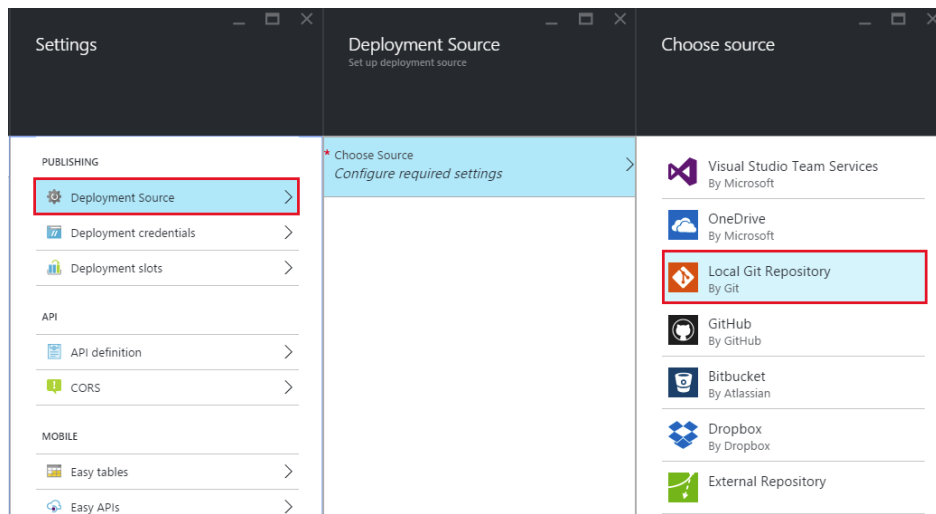 Settings
PUBLISHING
Deployment Source
Deployment credentials
Deployment slots
API
API definition
CORS
MOBILE
Easy tables
Easy APIs
Deployment Source
Set up deployment source
* Choose Source
Configure required settings
Choose source
Visual Studio Team Services
By Microsoft
OneDrive
By Microsoft
Local Git Repository
By Git
GitHub
By GitHub
Bitbucket
By Atlassian
Dropbox
By Dropbox
External Repository